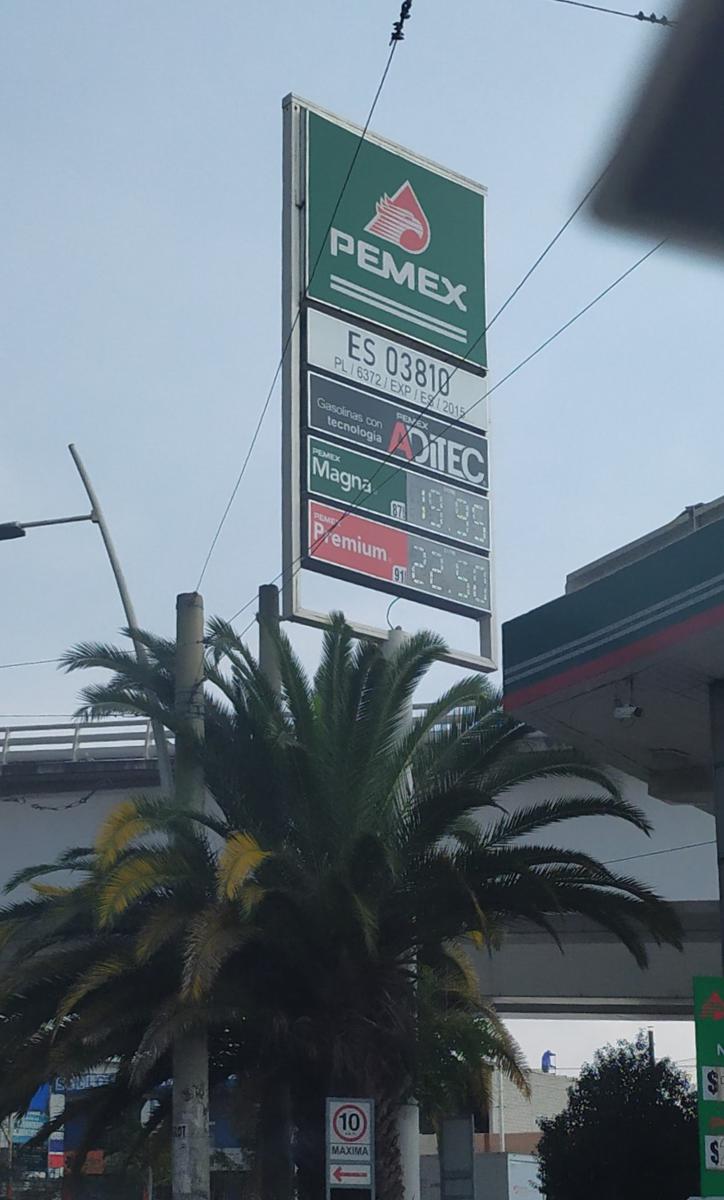 PEMEX
ES 03810
PL / 6372 / EXP / ES / 2015
Gasolinas con
tecnología
PEMEX
ADITEC
PEMEX
Magna
87
19.95
PEMEX
Premium
91
22.50
10
MAXIMA
$
$